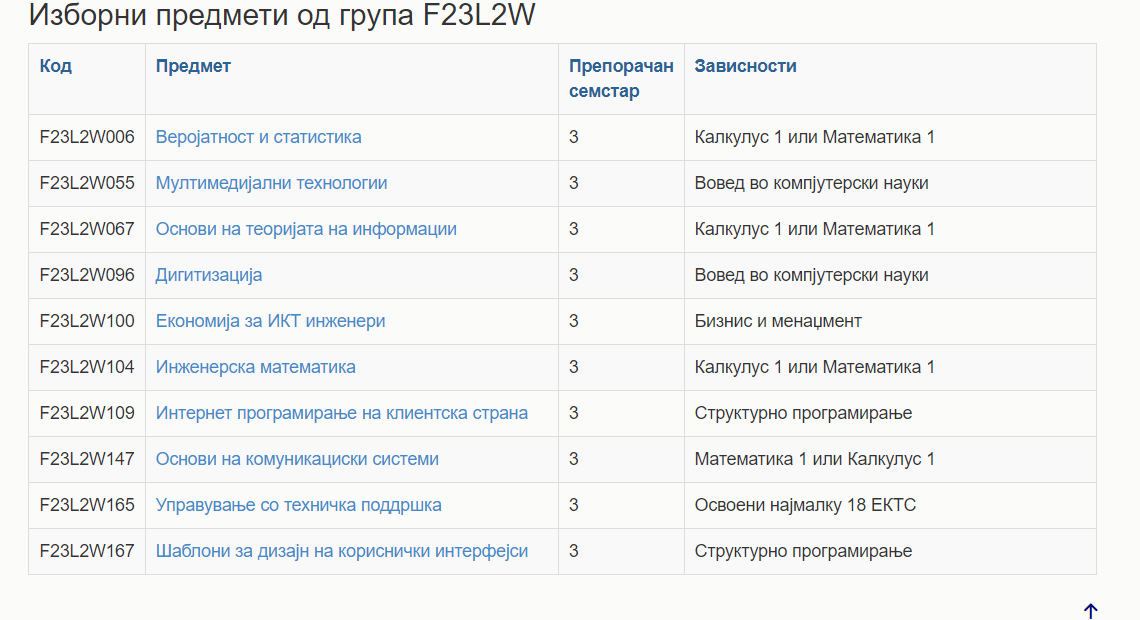 Изборни предмети од група F23L2W
Код Предмет Препорачан семстар Зависности
F23L2W006 Веројатност и статистика 3 Калкулус 1 или Математика 1
F23L2W055 Мултимедијални технологии 3 Вовед во компјутерски науки
F23L2W067 Основи на теоријата на информации 3 Калкулус 1 или Математика 1
F23L2W096 Дигитизација 3 Вовед во компјутерски науки
F23L2W100 Економија за ИКТ инженери 3 Бизнис и менаџмент
F23L2W104 Инженерска математика 3 Калкулус 1 или Математика 1
F23L2W109 Интернет програмирање на клиентска страна 3 Структурно програмирање
F23L2W147 Основи на комуникациски системи 3 Математика 1 или Калкулус 1
F23L2W165 Управување со техничка поддршка 3 Освоени најмалку 18 ЕКТС
F23L2W167 Шаблони за дизајн на кориснички интерфејси 3 Структурно програмирање